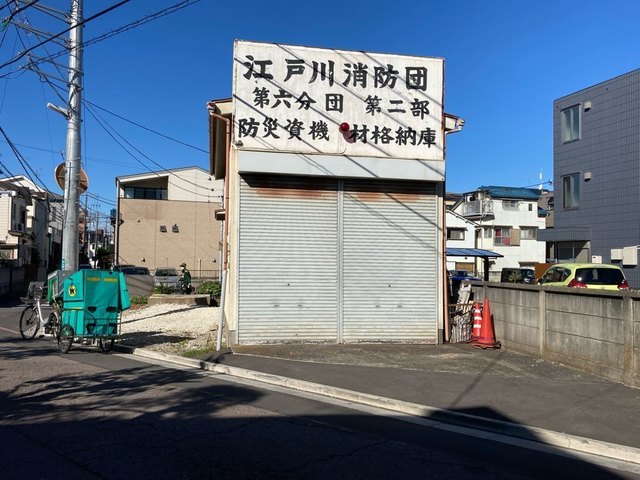 江戸川消防団
第六分団 第二部
防災資機材格納庫